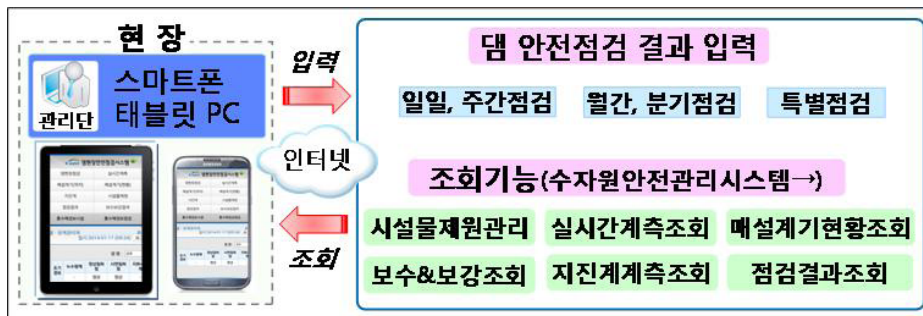 현 장
스마트폰
태블릿 PC
관리단
입력
인터넷
조회
댐 안전점검 결과 입력
일일, 주간점검 월간, 분기점검 특별점검
조회기능(수자원안전관리시스템→)
시설물제원관리 실시간계측조회 매설계기현황조회
보수&보강조회 지진계계측조회 점검결과조회